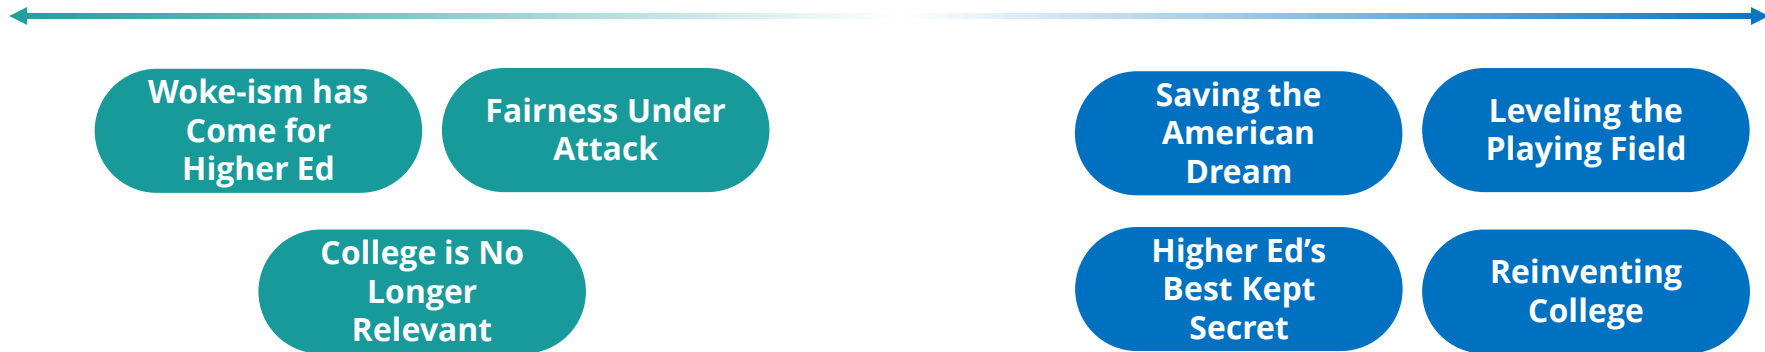 Woke-ism has
Come for
Higher Ed
Fairness Under
Attack
Saving the
American
Dream
Leveling the
Playing Field
College is No
Longer
Relevant
Higher Ed’s
Best Kept
Secret
Reinventing
College